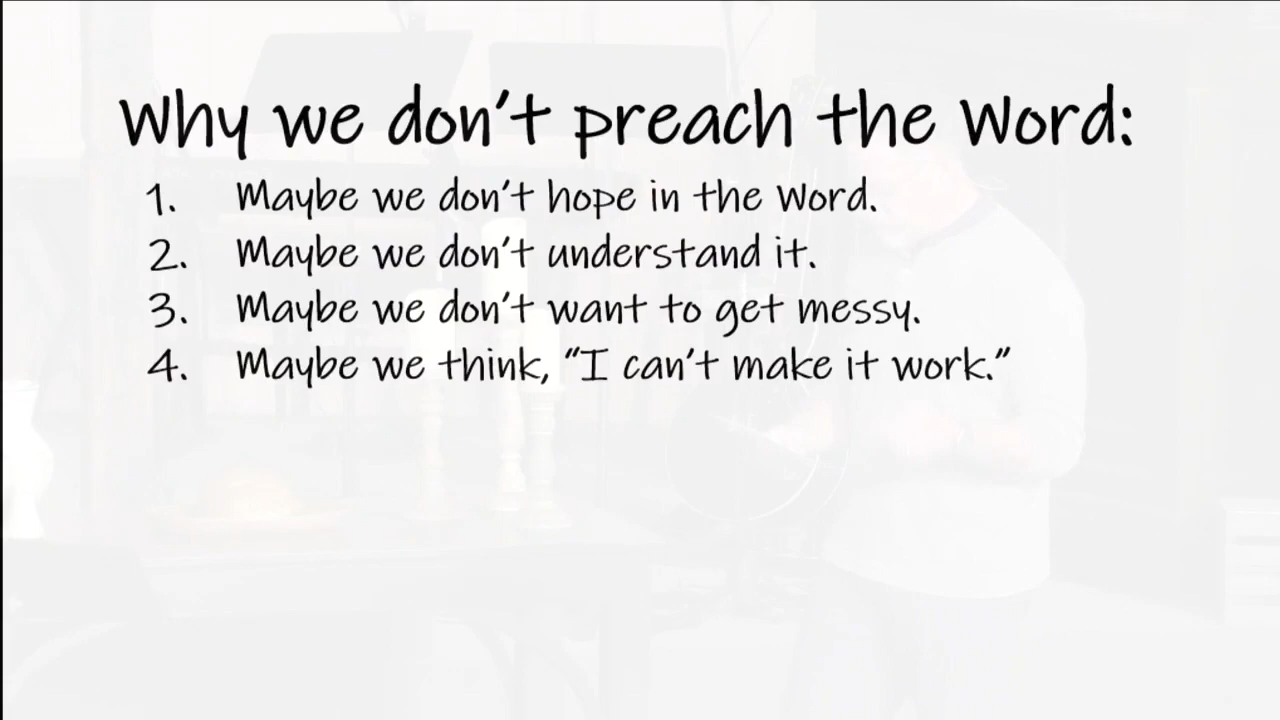 Why we don't preach the Word:
1. Maybe we don't hope in the Word.
2. Maybe we don't understand it.
3. Maybe we don't want to get messy.
4. Maybe we think, "I can't make it work."